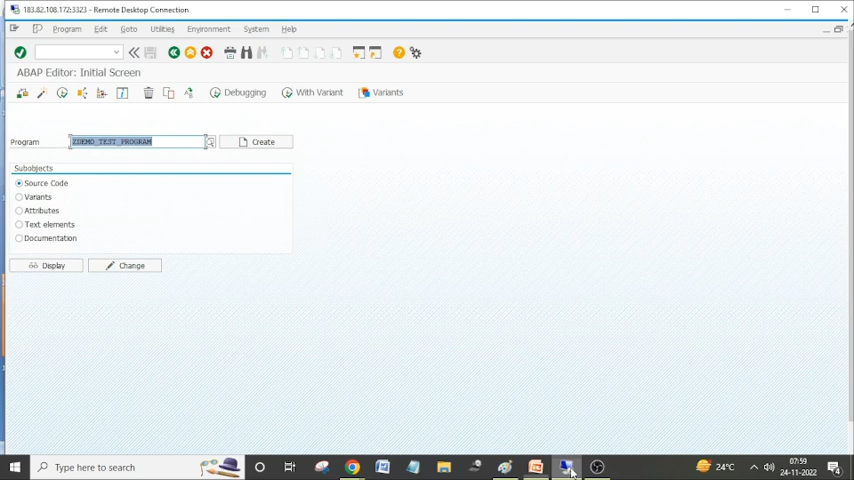 183.82.108.172:3323 - Remote Desktop Connection
Program Edit Goto Utilities Environment System Help
ABAP Editor: Initial Screen
Debugging With Variant Variants
Program ZDEMO_TEST_PROGRAM Create
Subobjects
Source Code
Variants
Attributes
Text elements
Documentation
Display Change
Type here to search
24°C
07:59
24-11-2022
4